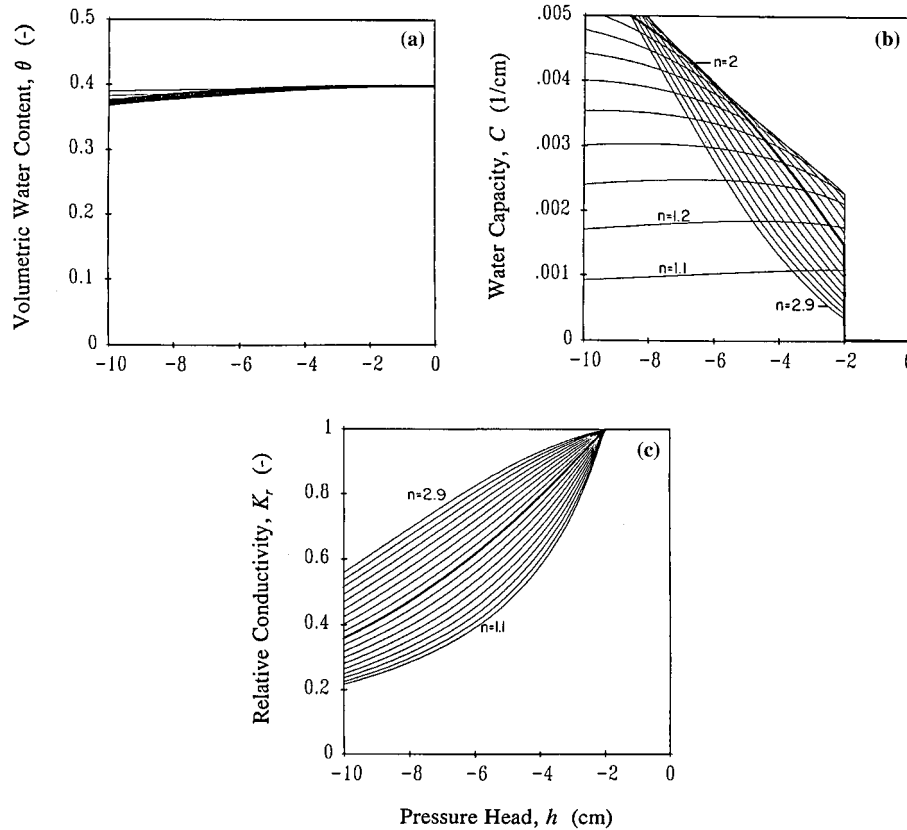 (a)
Volumetric Water Content, θ (-)
0.5
0.4
0.3
0.2
0.1
0
-10 -8 -6 -4 -2 0
(b)
Water Capacity, C (1/cm)
.005
.004
.003
.002
.001
0
n=2
n=1.2
n=1.1
n=2.9
-10 -8 -6 -4 -2 0
(c)
Relative Conductivity, Kr (-)
1
0.8
0.6
0.4
0.2
0
n=2.9
n=1.1
-10 -8 -6 -4 -2 0
Pressure Head, h (cm)